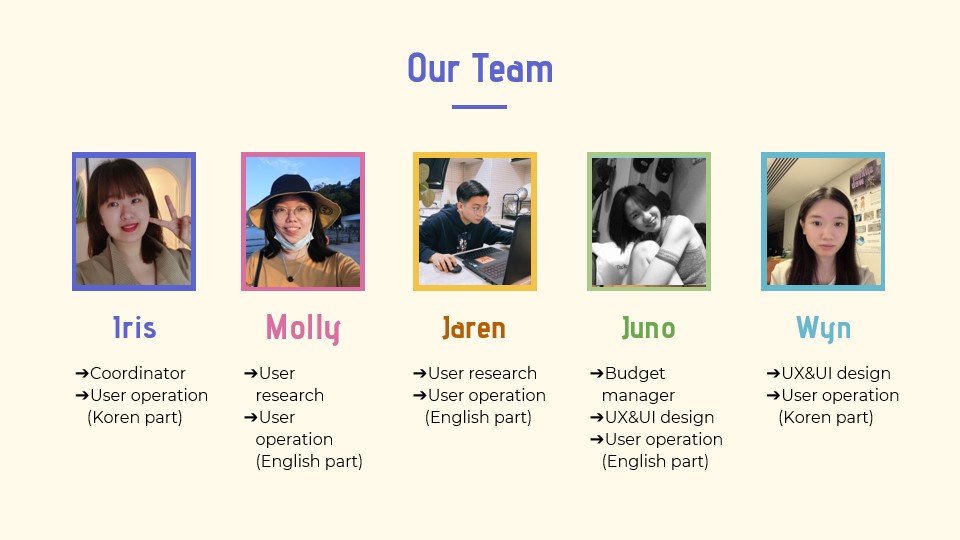 Our Team
Iris
➔Coordinator
➔User operation
(Koren part)
Molly
➔User
research
➔User
operation
(English part)
Jaren
➔User research
➔User operation
(English part)
Juno
➔Budget
manager
➔UX&UI design
➔User operation
(English part)
Wyn
➔UX&UI design
➔User operation
(Koren part)